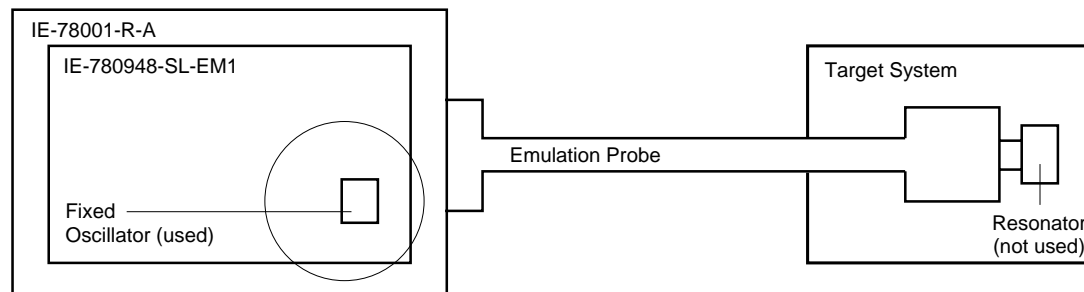 IE-78001-R-A
IE-780948-SL-EM1
Target System
Emulation Probe
Fixed
Oscillator (used)
Resonator
(not used)